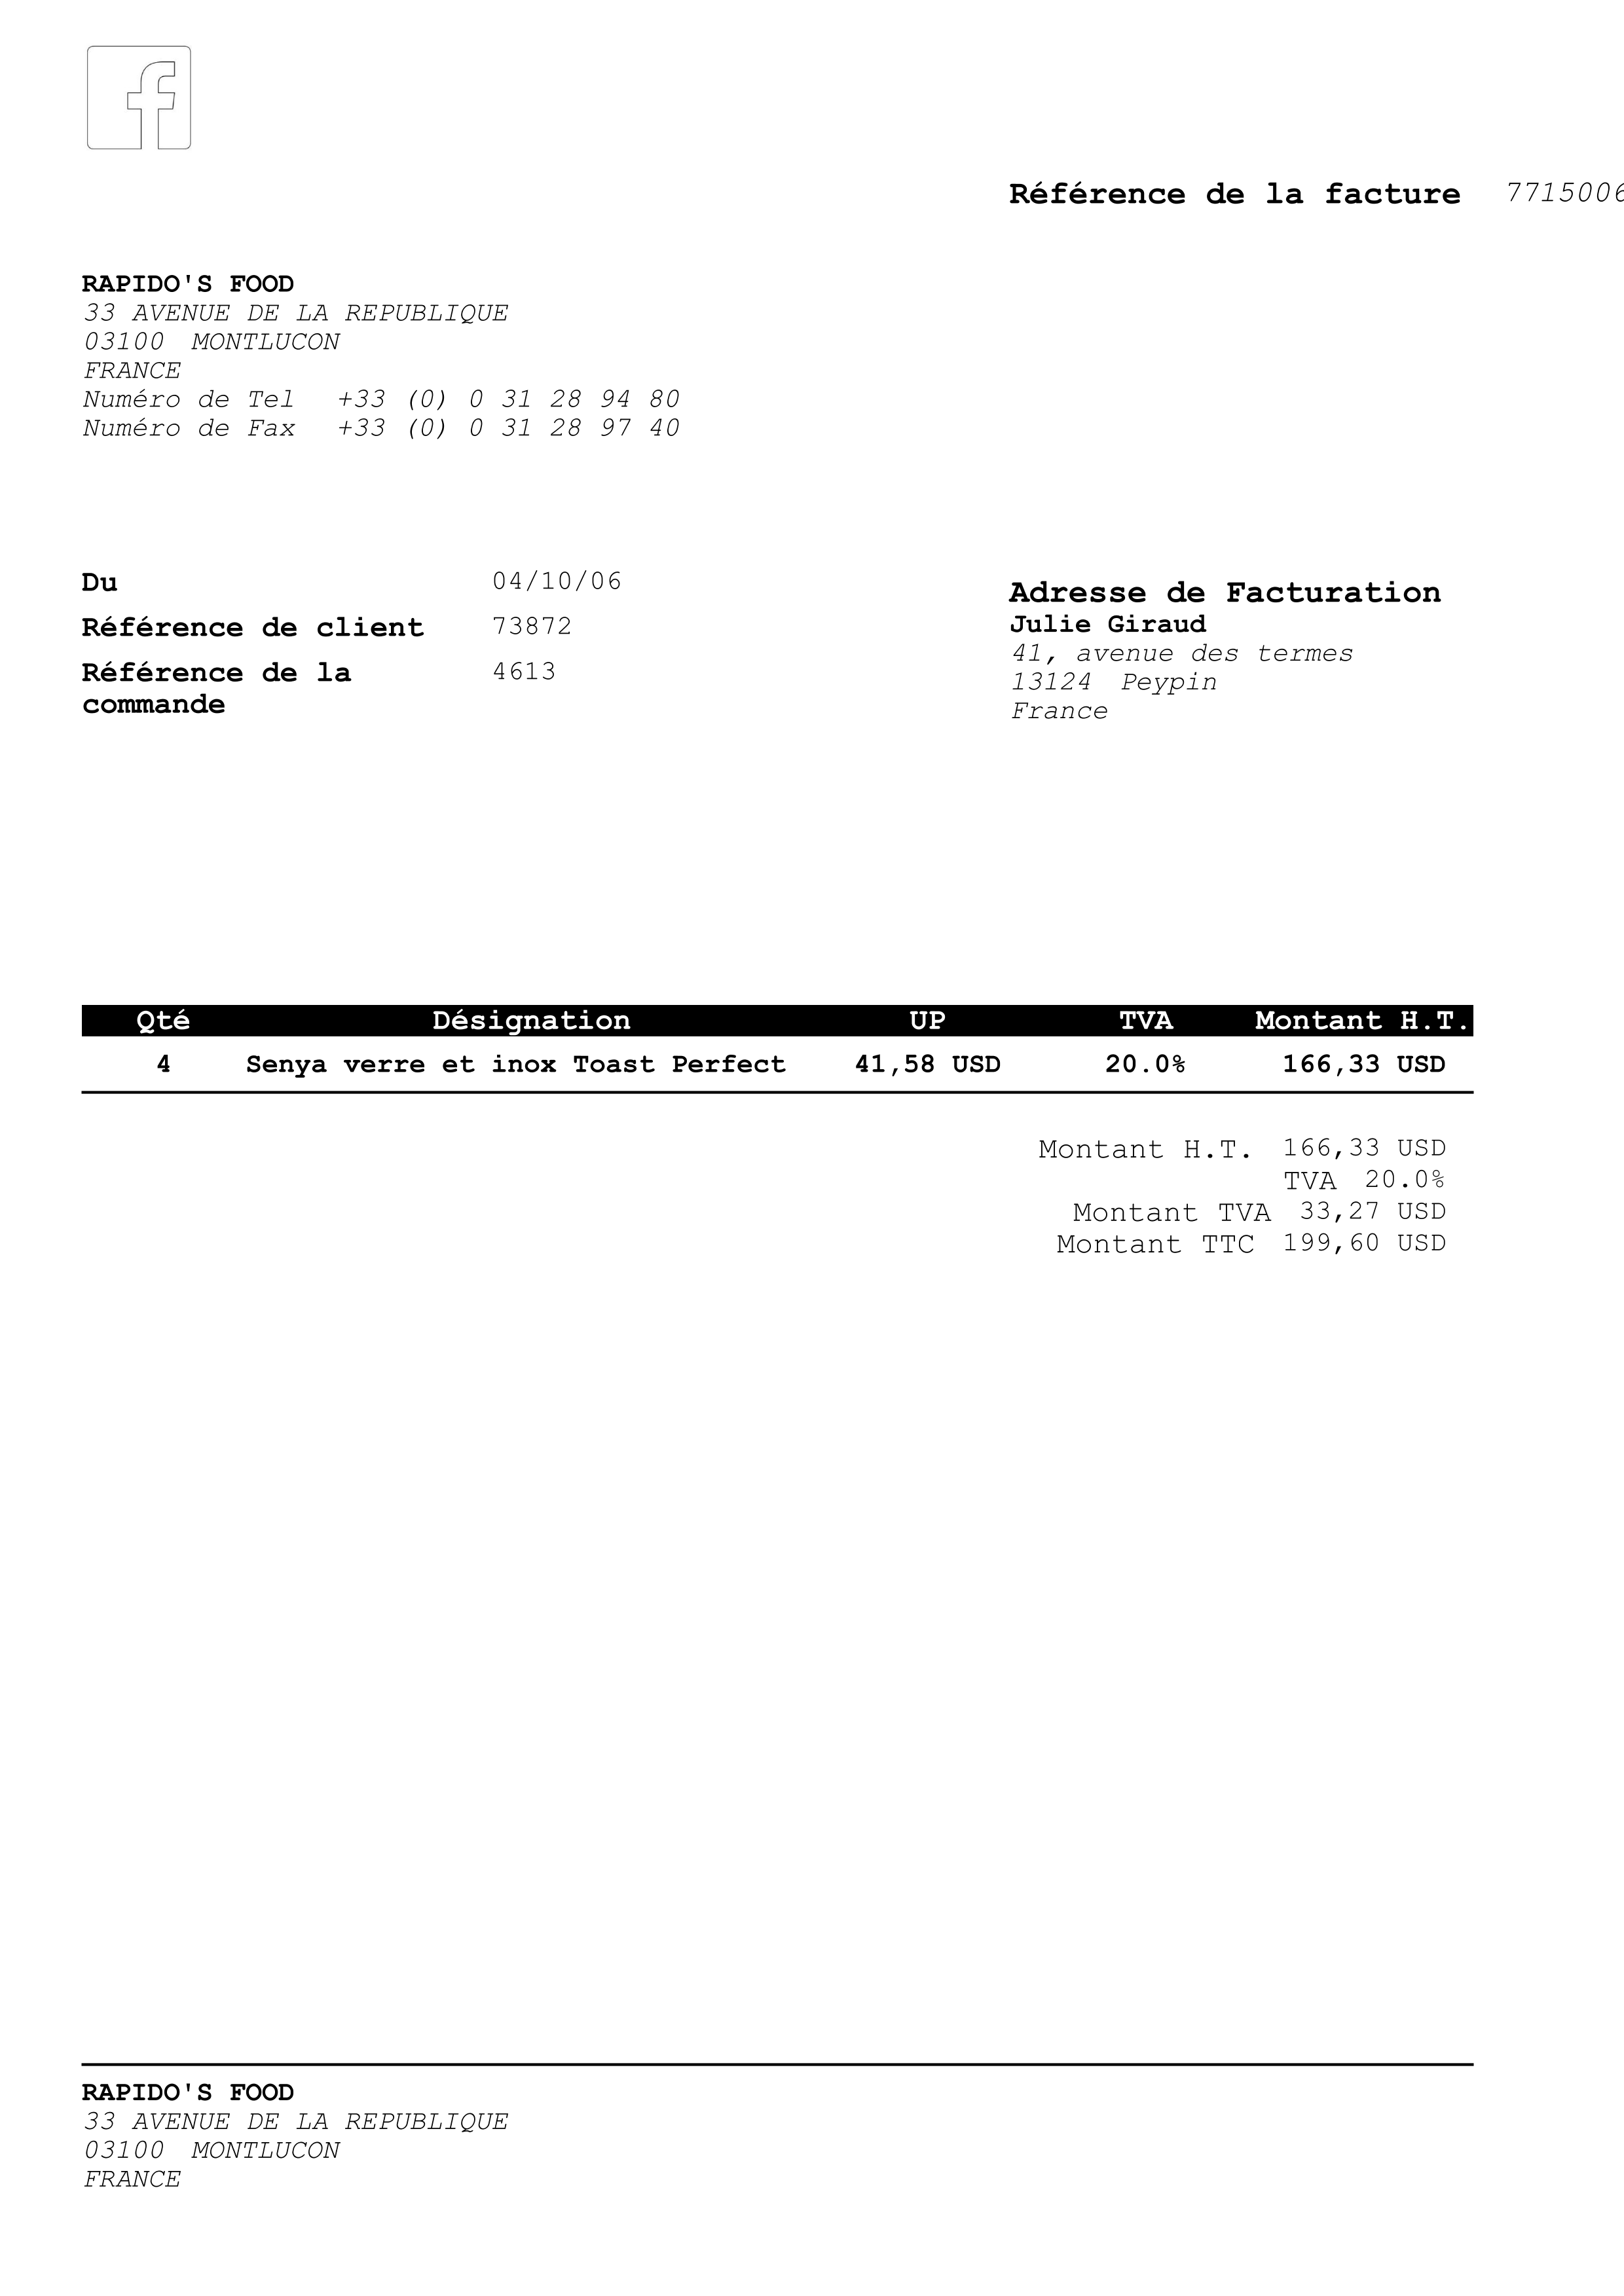 Référence de la facture 7715006
RAPIDO'S FOOD
33 AVENUE DE LA REPUBLIQUE
03100 MONTLUCON
FRANCE
Numéro de Tel +33 (0) 0 31 28 94 80
Numéro de Fax +33 (0) 0 31 28 97 40
Du 04/10/06
Référence de client 73872
Référence de la 4613
commande
Adresse de Facturation
Julie Giraud
41, avenue des termes
13124 Peypin
France
Qté Désignation UP TVA Montant H.T.
4 Senya verre et inox Toast Perfect 41,58 USD 20.0% 166,33 USD
Montant H.T. 166,33 USD
TVA 20.0%
Montant TVA 33,27 USD
Montant TTC 199,60 USD
RAPIDO'S FOOD
33 AVENUE DE LA REPUBLIQUE
03100 MONTLUCON
FRANCE